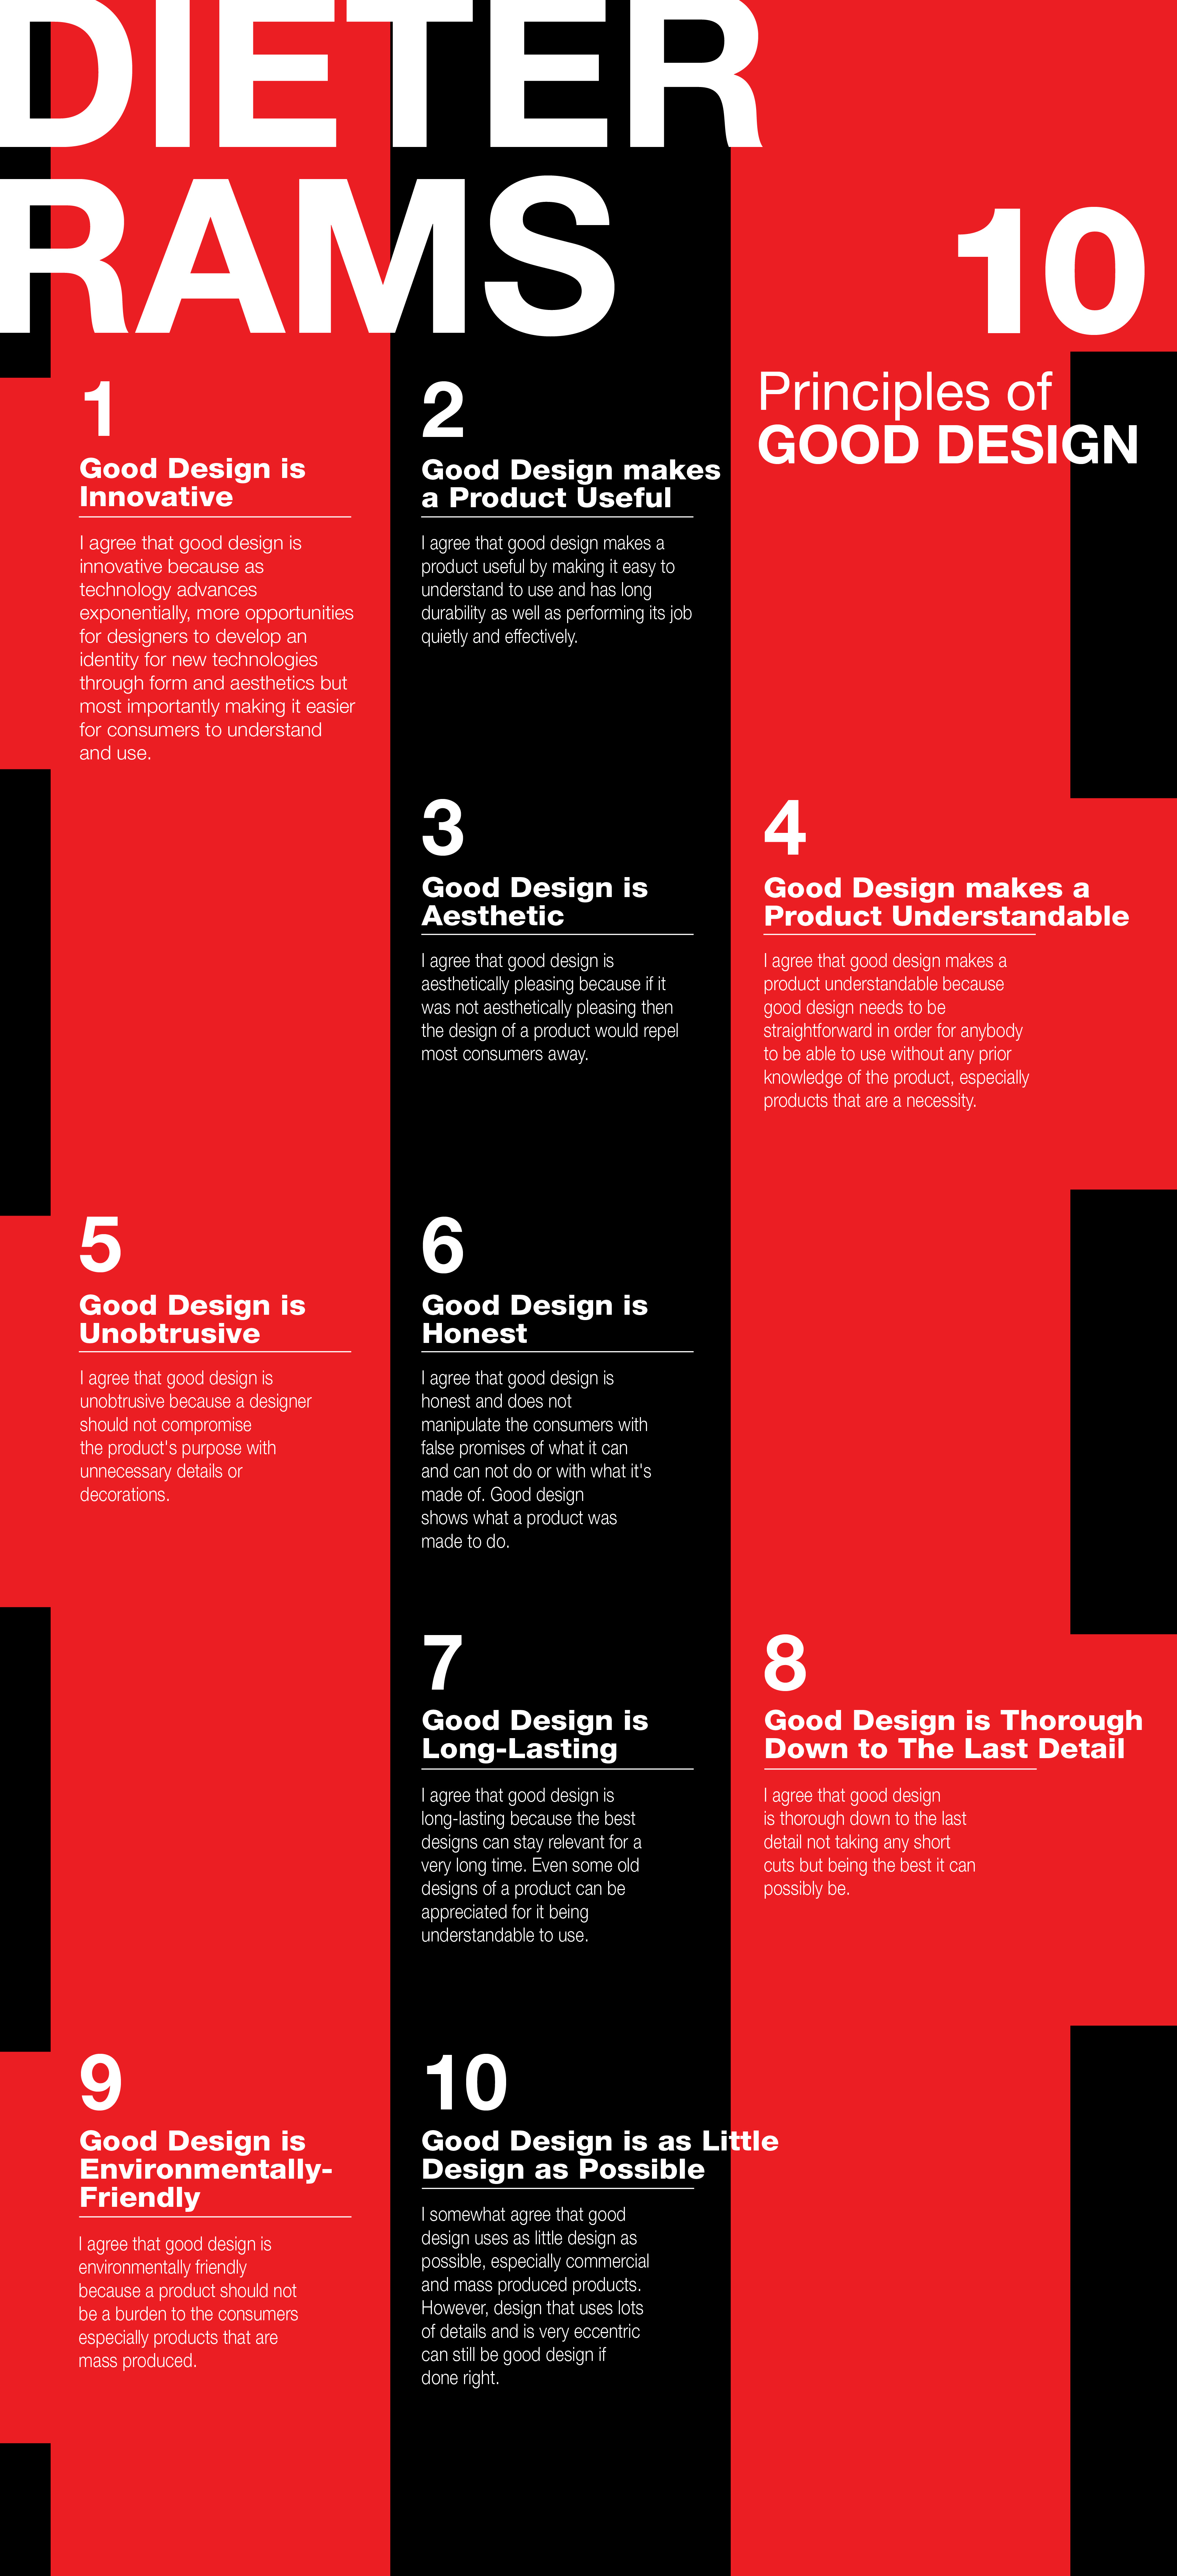 DIETER
RAMS
10
Principles of
GOOD DESIGN
1
Good Design is
Innovative
I agree that good design is
innovative because as
technology advances
exponentially, more opportunities
for designers to develop an
identity for new technologies
through form and aesthetics but
most importantly making it easier
for consumers to understand
and use.
2
Good Design makes
a Product Useful
I agree that good design makes a
product useful by making it easy to
understand to use and has long
durability as well as performing its job
quietly and effectively.
3
Good Design is
Aesthetic
I agree that good design is
aesthetically pleasing because if it
was not aesthetically pleasing then
the design of a product would repel
most consumers away.
4
Good Design makes a
Product Understandable
I agree that good design makes a
product understandable because
good design needs to be
straightforward in order for anybody
to be able to use without any prior
knowledge of the product, especially
products that are a necessity.
5
Good Design is
Unobtrusive
I agree that good design is
unobtrusive because a designer
should not compromise
the product's purpose with
unnecessary details or
decorations.
6
Good Design is
Honest
I agree that good design is
honest and does not
manipulate the consumers with
false promises of what it can
and can not do or with what it's
made of. Good design
shows what a product was
made to do.
7
Good Design is
Long-Lasting
I agree that good design is
long-lasting because the best
designs can stay relevant for a
very long time. Even some old
designs of a product can be
appreciated for it being
understandable to use.
8
Good Design is Thorough
Down to The Last Detail
I agree that good design
is thorough down to the last
detail not taking any short
cuts but being the best it can
possibly be.
9
Good Design is
Environmentally-
Friendly
I agree that good design is
environmentally friendly
because a product should not
be a burden to the consumers
especially products that are
mass produced.
10
Good Design is as Little
Design as Possible
I somewhat agree that good
design uses as little design as
possible, especially commercial
and mass produced products.
However, design that uses lots
of details and is very eccentric
can still be good design if
done right.